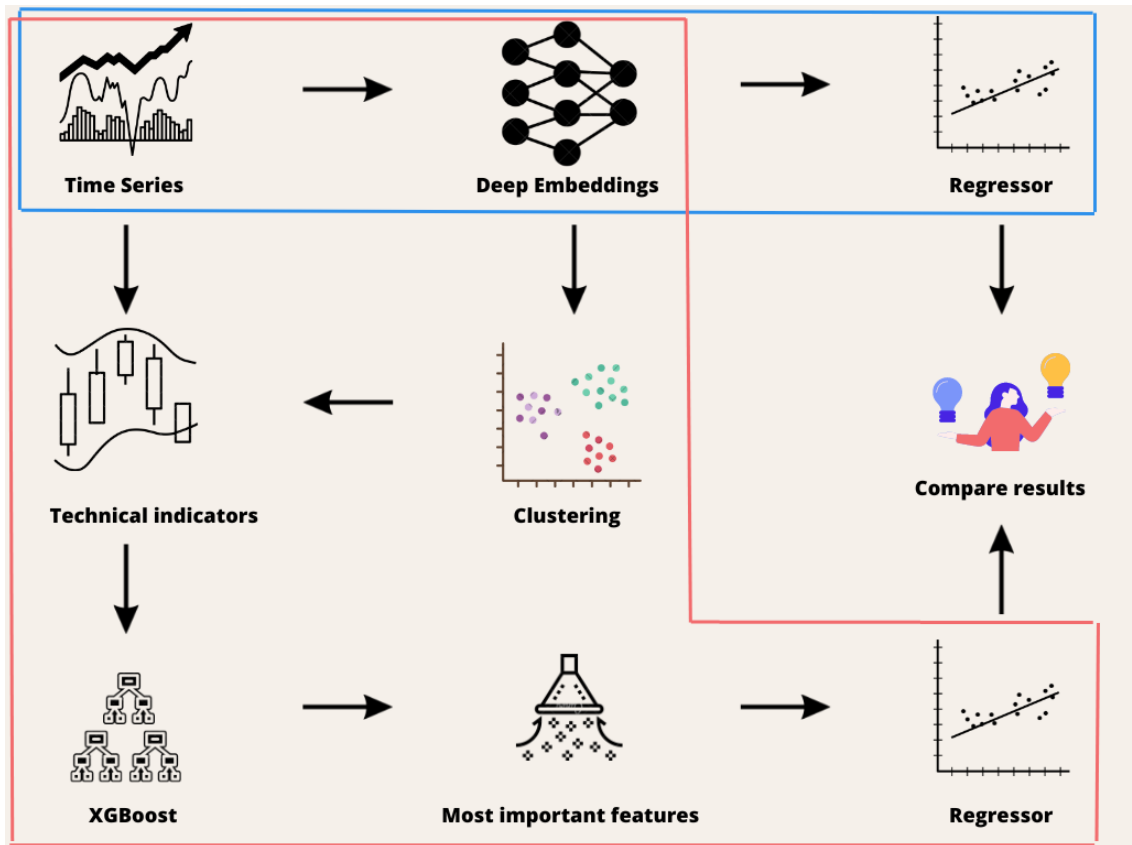 Time Series
Deep Embeddings
Regressor
Technical indicators
Clustering
Compare results
XGBoost
Most important features
Regressor